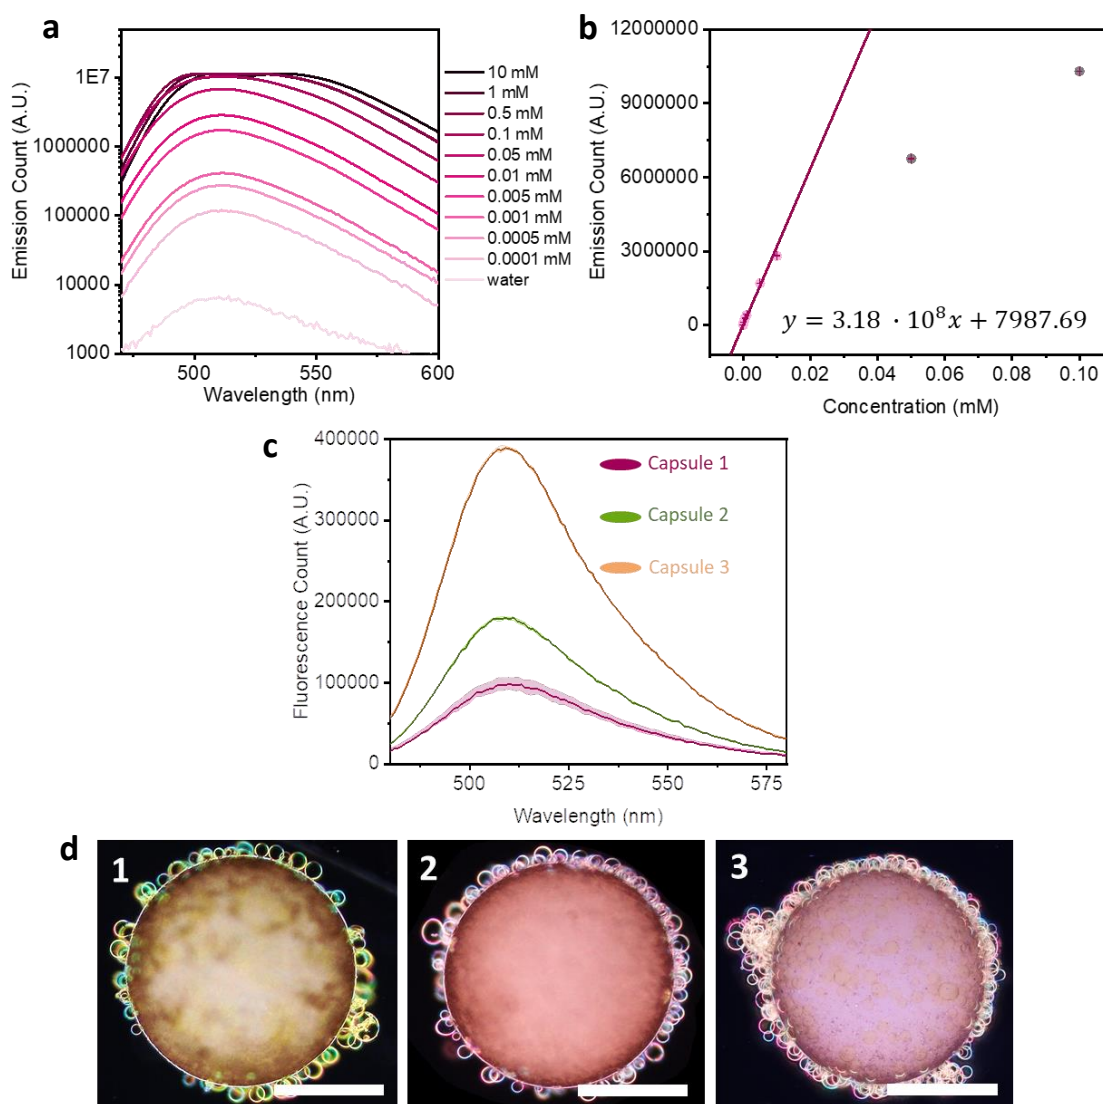 a
Emission Count (A.U.)
1E7
1000000
100000
10000
1000
500
550
600
Wavelength (nm)
10 mM
1 mM
0.5 mM
0.1 mM
0.05 mM
0.01 mM
0.005 mM
0.001 mM
0.0005 mM
0.0001 mM
water
b
Emission Count (A.U.)
12000000
9000000
6000000
3000000
0
y = 3.18 · 10⁸x + 7987.69
0.00
0.02
0.04
0.06
0.08
0.10
Concentration (mM)
c
Fluorescence Count (A.U.)
400000
300000
200000
100000
0
Capsule 1
Capsule 2
Capsule 3
500
525
550
575
Wavelength (nm)
d
1
2
3